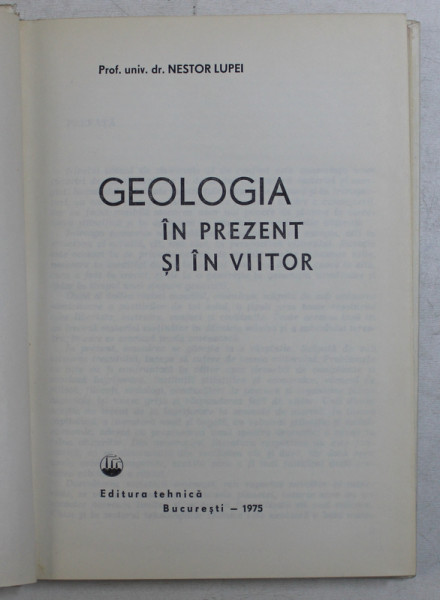 Prof. univ. dr. NESTOR LUPEI
GEOLOGIA
ÎN PREZENT
ȘI ÎN VIITOR
Editura tehnică
București – 1975